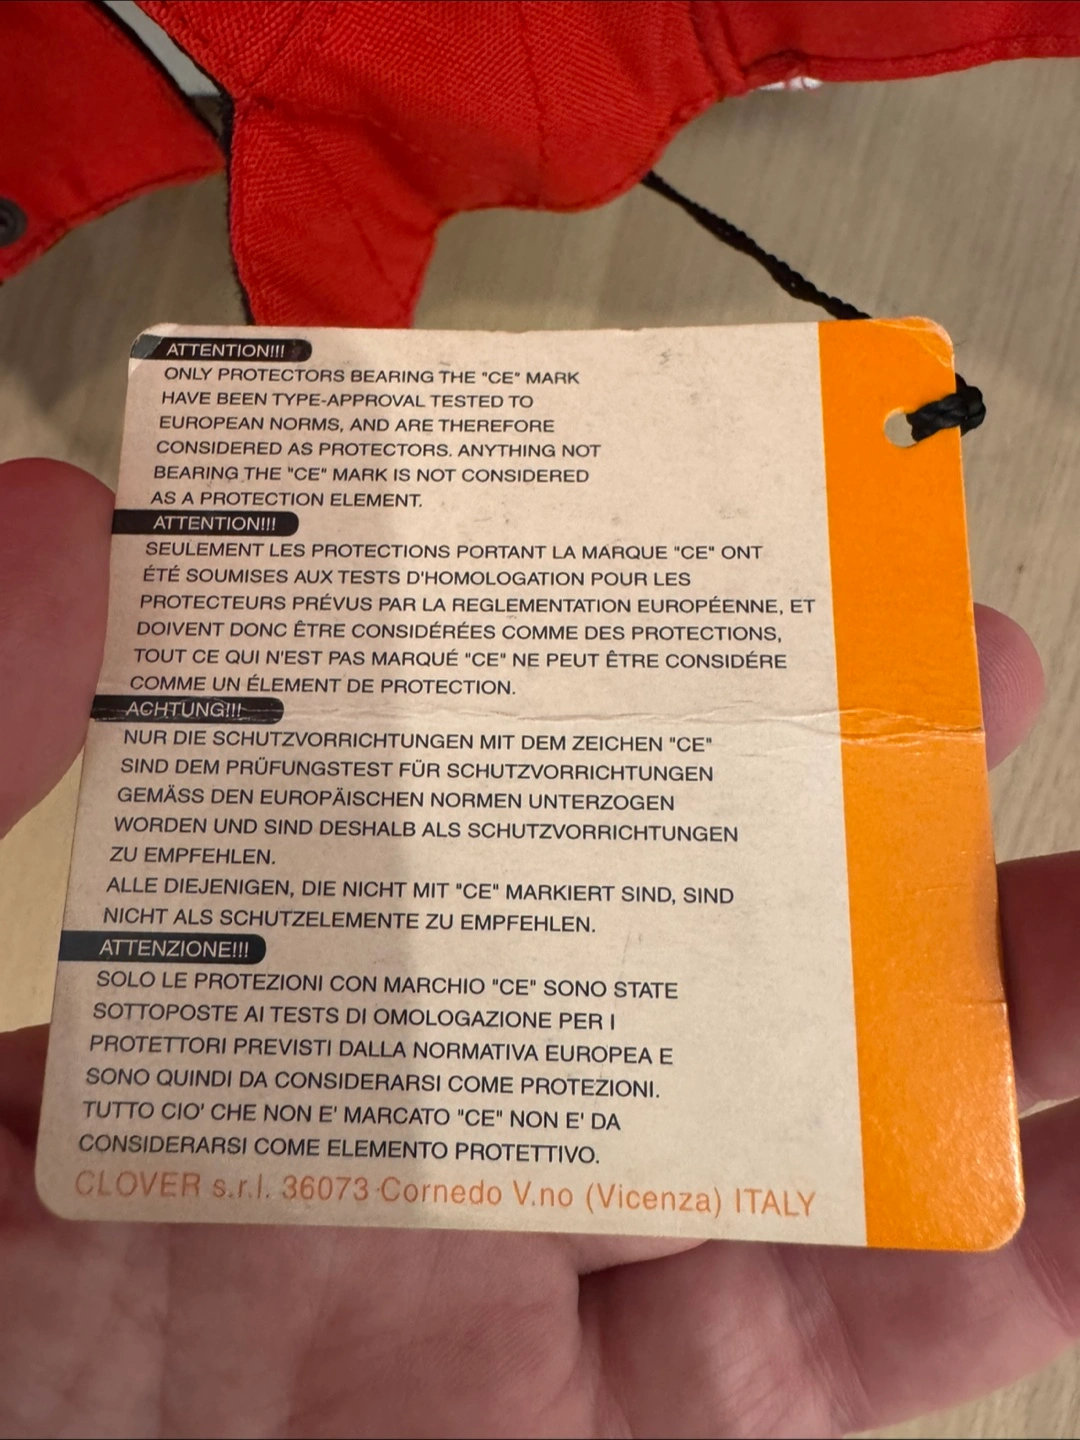 ATTENTION!!!
ONLY PROTECTORS BEARING THE "CE" MARK
HAVE BEEN TYPE-APPROVAL TESTED TO
EUROPEAN NORMS, AND ARE THEREFORE
CONSIDERED AS PROTECTORS. ANYTHING NOT
BEARING THE "CE" MARK IS NOT CONSIDERED
AS A PROTECTION ELEMENT.
ATTENTION!!!
SEULEMENT LES PROTECTIONS PORTANT LA MARQUE "CE" ONT
ÉTÉ SOUMISES AUX TESTS D'HOMOLOGATION POUR LES
PROTECTEURS PRÉVUS PAR LA REGLEMENTATION EUROPÉENNE, ET
DOIVENT DONC ÊTRE CONSIDÉRÉES COMME DES PROTECTIONS,
TOUT CE QUI N'EST PAS MARQUÉ "CE" NE PEUT ÊTRE CONSIDÉRE
COMME UN ÉLEMENT DE PROTECTION.
ACHTUNG!!!
NUR DIE SCHUTZVORRICHTUNGEN MIT DEM ZEICHEN "CE"
SIND DEM PRÜFUNGSTEST FÜR SCHUTZVORRICHTUNGEN
GEMÄSS DEN EUROPÄISCHEN NORMEN UNTERZOGEN
WORDEN UND SIND DESHALB ALS SCHUTZVORRICHTUNGEN
ZU EMPFEHLEN.
ALLE DIEJENIGEN, DIE NICHT MIT "CE" MARKIERT SIND, SIND
NICHT ALS SCHUTZELEMENTE ZU EMPFEHLEN.
ATTENZIONE!!!
SOLO LE PROTEZIONI CON MARCHIO "CE" SONO STATE
SOTTOPOSTE AI TESTS DI OMOLOGAZIONE PER I
PROTETTORI PREVISTI DALLA NORMATIVA EUROPEA E
SONO QUINDI DA CONSIDERARSI COME PROTEZIONI.
TUTTO CIO' CHE NON E' MARCATO "CE" NON E' DA
CONSIDERARSI COME ELEMENTO PROTETTIVO.
CLOVER s.r.l. 36073 Cornedo V.no (Vicenza) ITALY